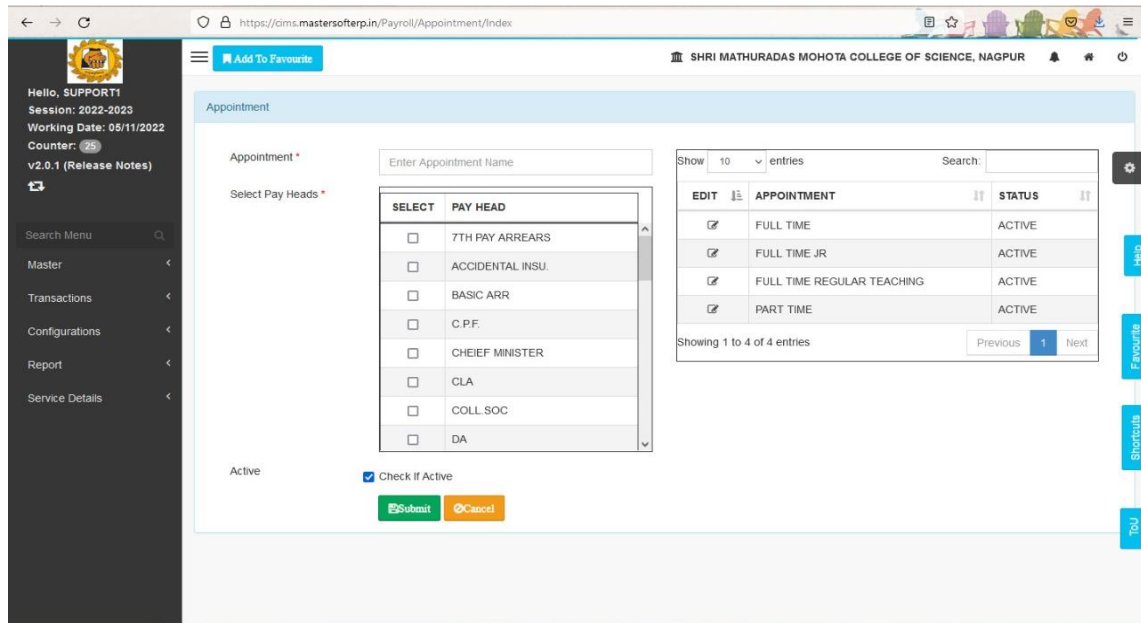 https://cims.mastersofterp.in/Payroll/Appointment/Index
Add To Favourite
SHRI MATHURADAS MOHOTA COLLEGE OF SCIENCE, NAGPUR
Hello, SUPPORT1
Session: 2022-2023
Working Date: 05/11/2022
Counter: 25
v2.0.1 (Release Notes)
Search Menu
Master
Transactions
Configurations
Report
Service Details
Appointment
Appointment *
Enter Appointment Name
Select Pay Heads *
SELECT PAY HEAD
7TH PAY ARREARS
ACCIDENTAL INSU.
BASIC ARR
C.P.F.
CHEIEF MINISTER
CLA
COLL.SOC
DA
Active
Check If Active
Submit Cancel
Show 10 entries Search:
EDIT APPOINTMENT STATUS
FULL TIME ACTIVE
FULL TIME JR ACTIVE
FULL TIME REGULAR TEACHING ACTIVE
PART TIME ACTIVE
Showing 1 to 4 of 4 entries Previous 1 Next
Help
Favourite
Shortcuts
ToU